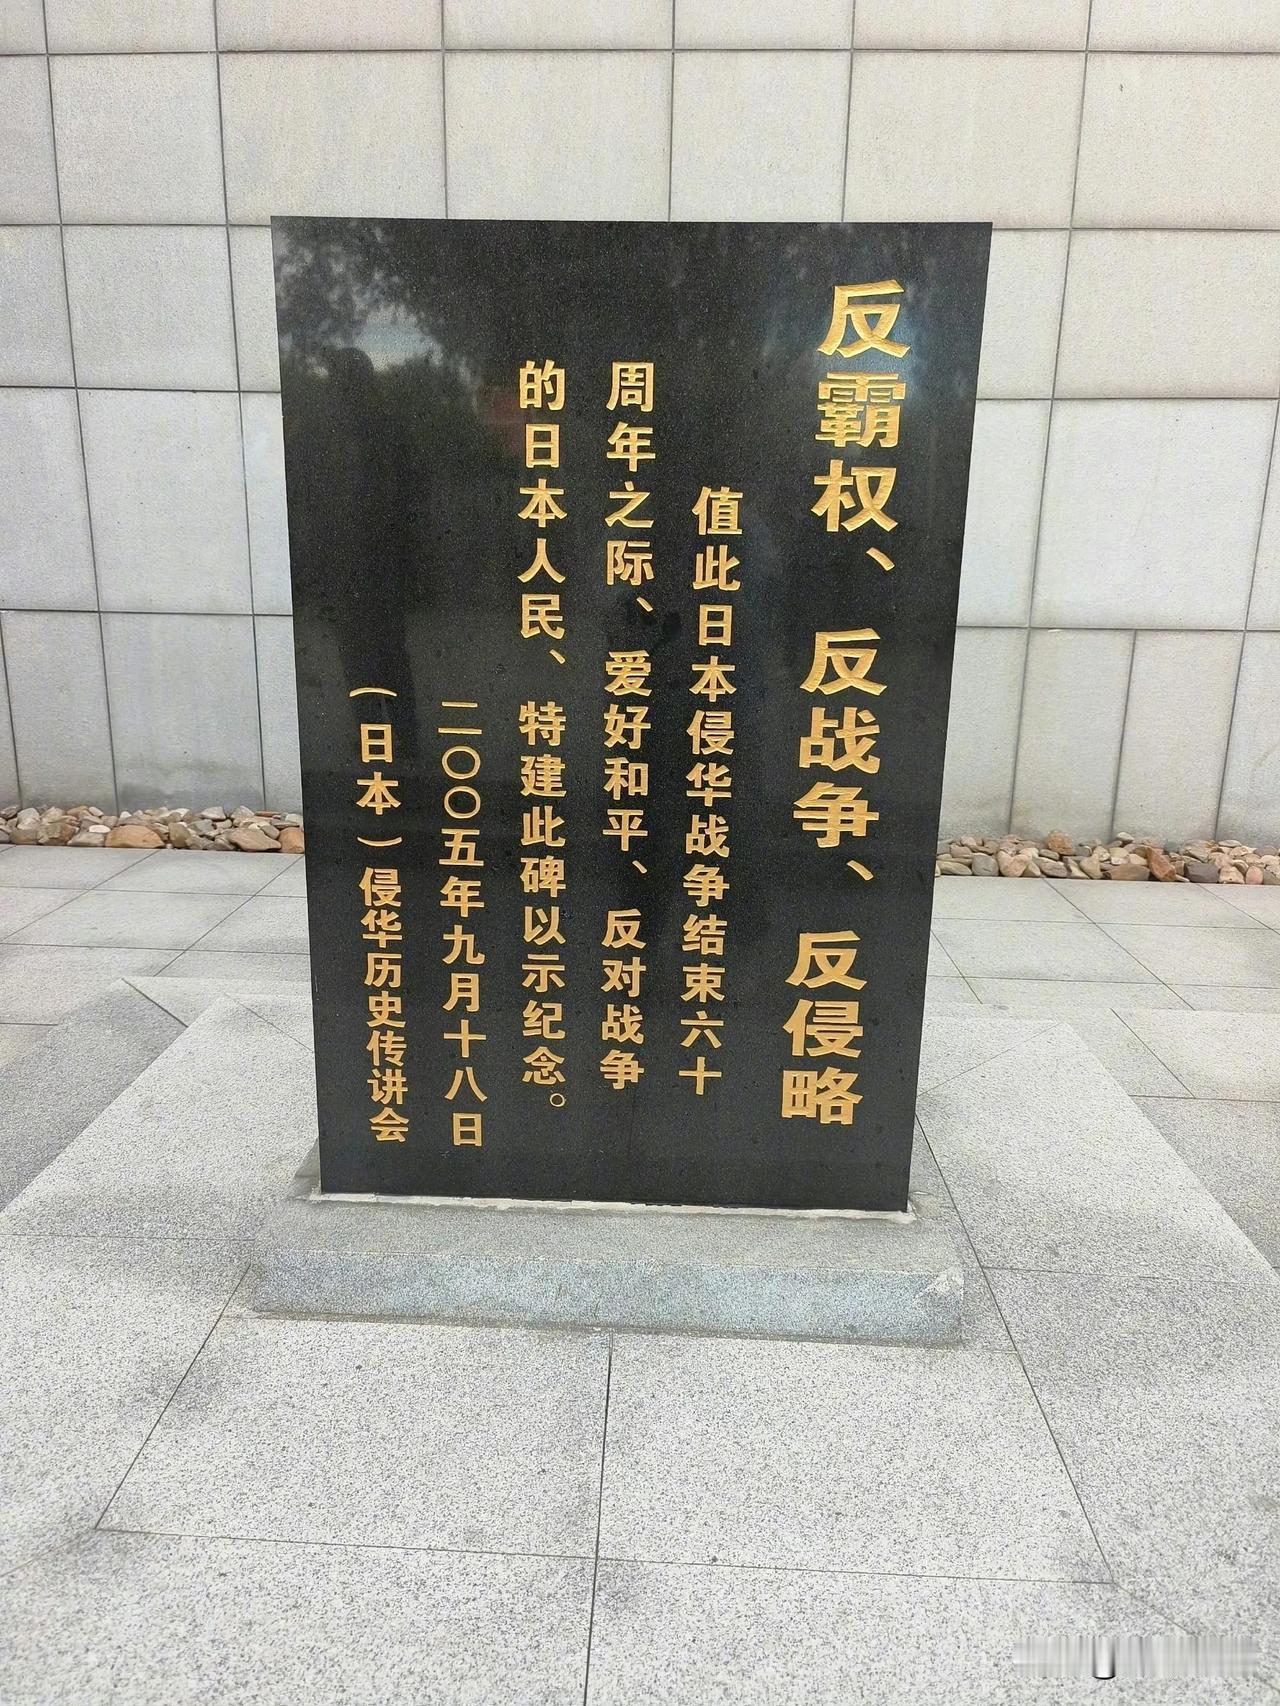 反霸权、反战争、反侵略
值此日本侵华战争结束六十
周年之际、爱好和平、反对战争
的日本人民、特建此碑以示纪念。
二〇〇五年九月十八日
（日本）侵华历史传讲会